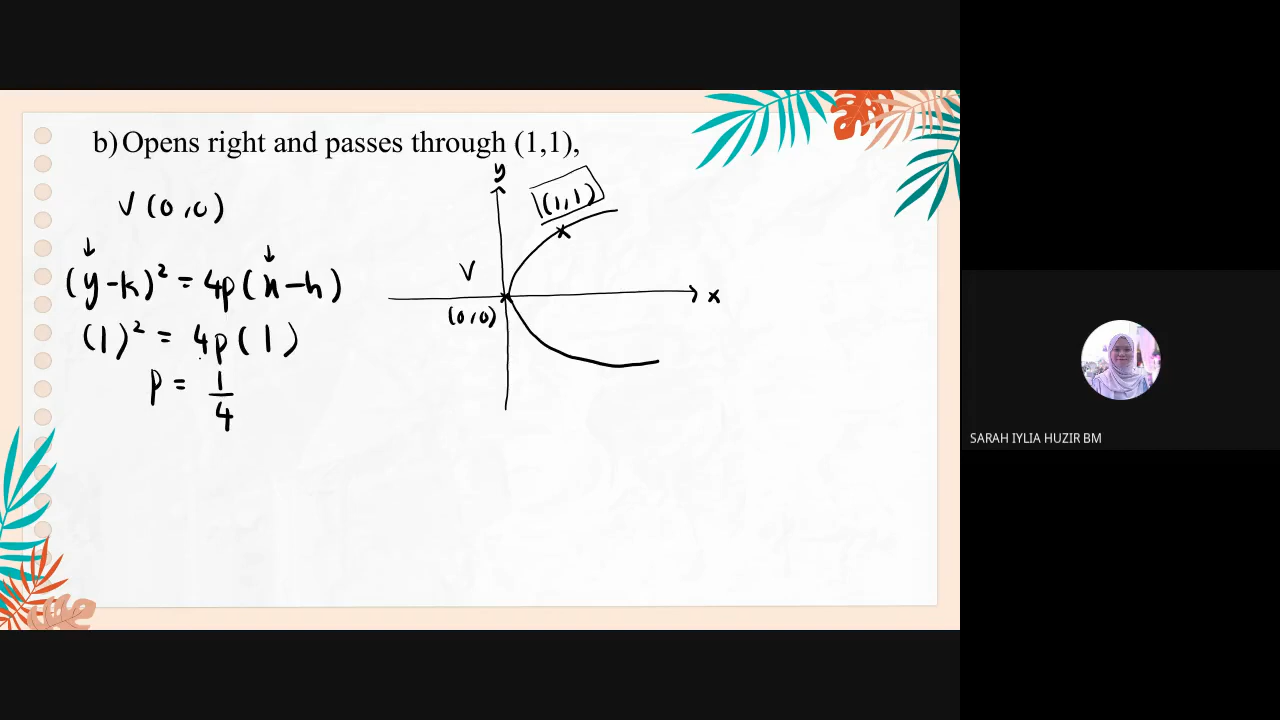 b) Opens right and passes through (1,1),
V (0,0)
(y-k)² = 4p(x-h)
(1)² = 4p(1)
p = 1/4
y
(1,1)
V
(0,0)
x
SARAH IYLIA HUZIR BM